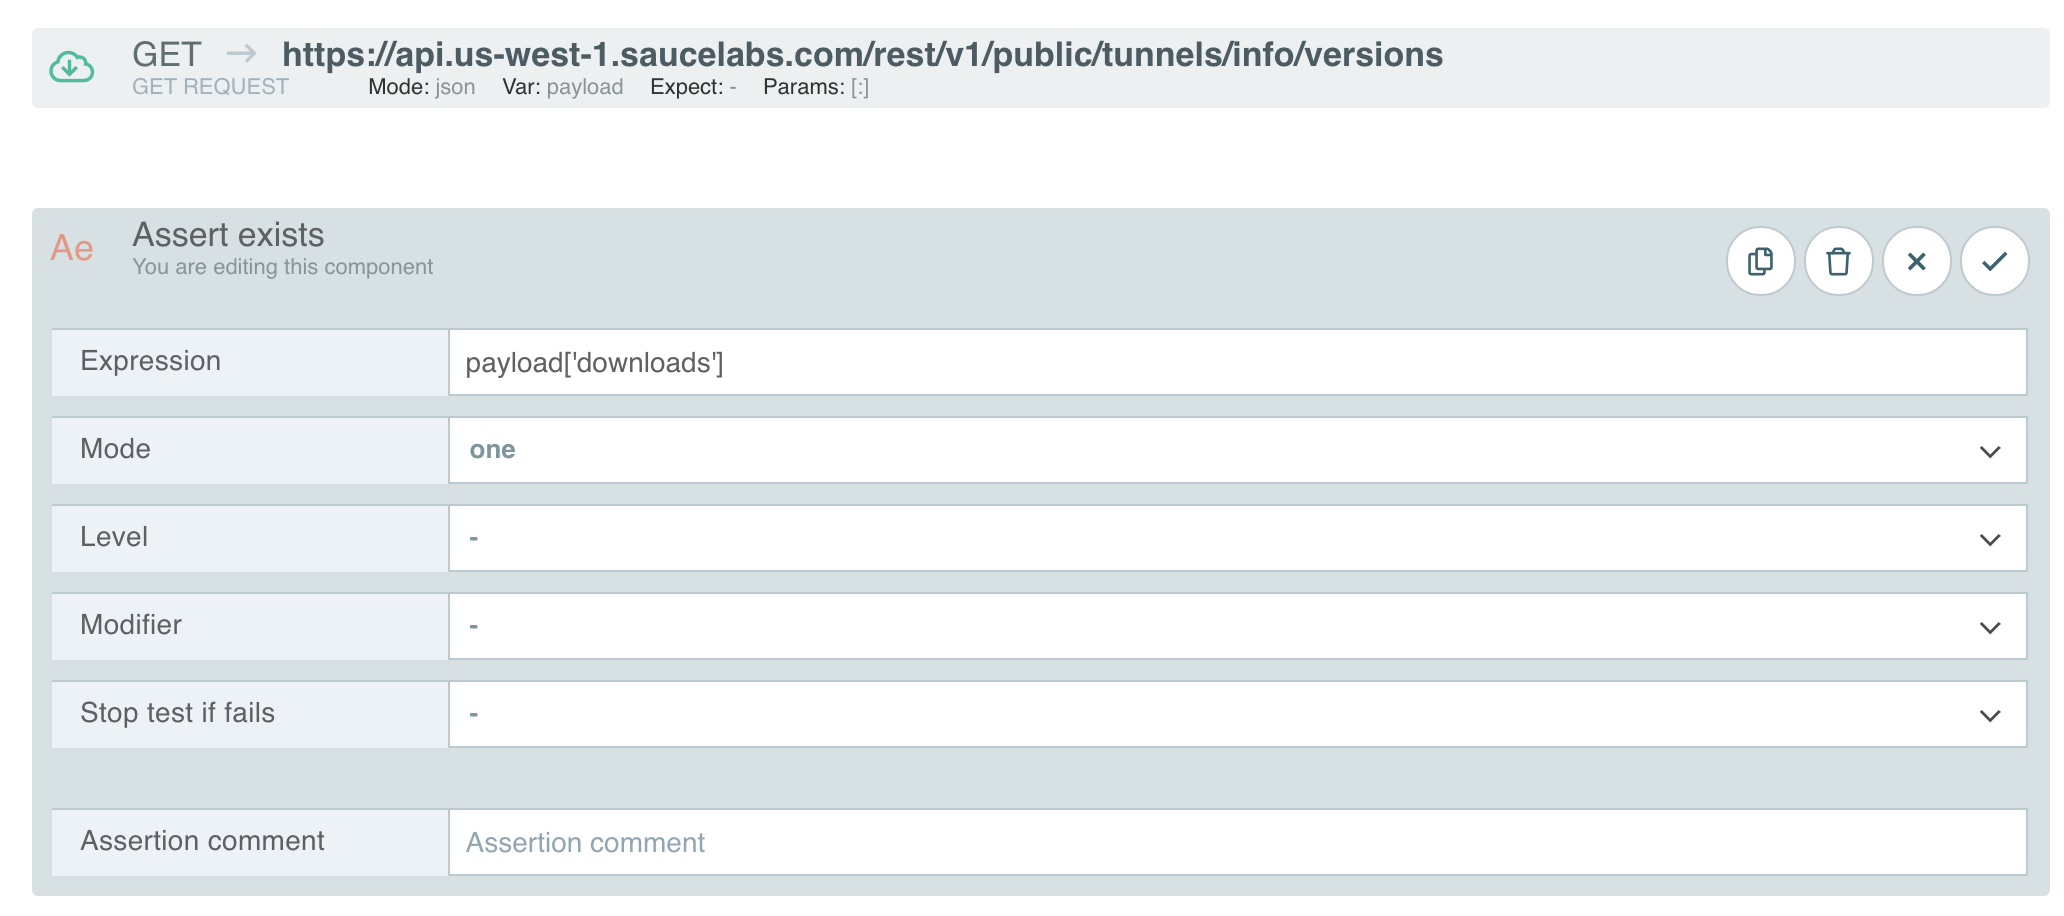 GET → https://api.us-west-1.saucelabs.com/rest/v1/public/tunnels/info/versions
GET REQUEST Mode: json Var: payload Expect: - Params: [:]
Ae Assert exists
You are editing this component
Expression payload['downloads']
Mode one
Level -
Modifier -
Stop test if fails -
Assertion comment Assertion comment